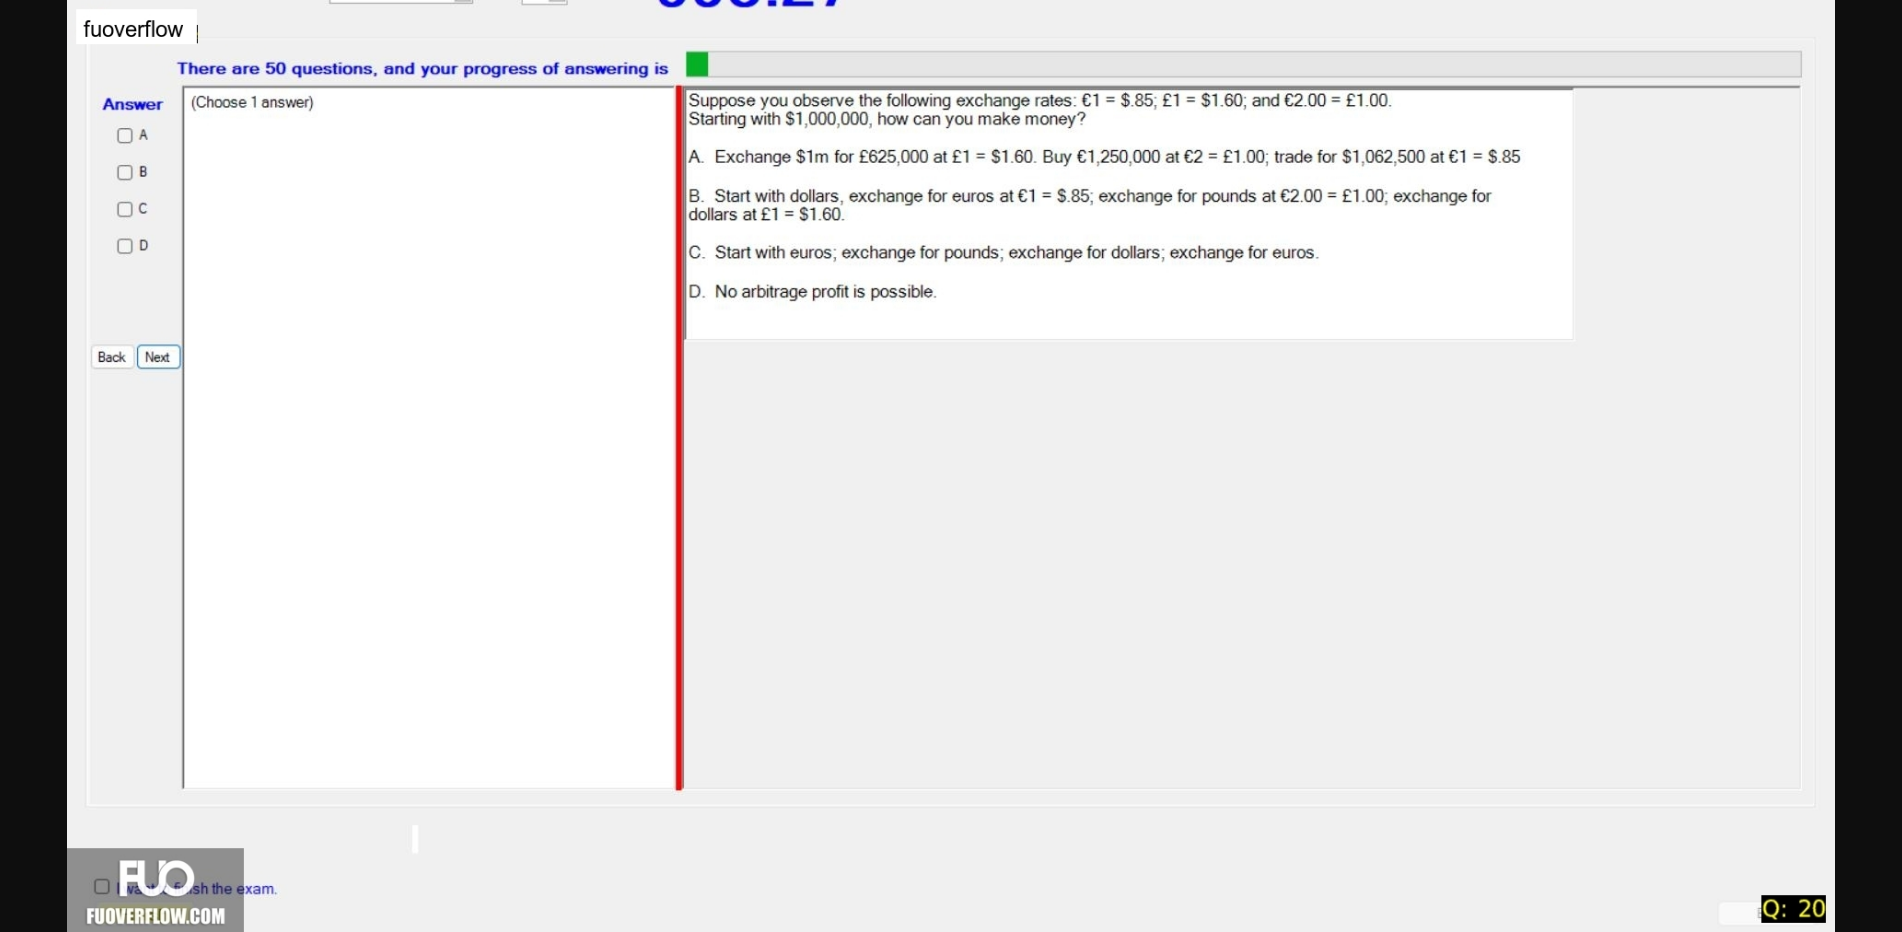 fuoverflow
There are 50 questions, and your progress of answering is
Answer
(Choose 1 answer)
A
B
C
D
Back
Next
Suppose you observe the following exchange rates: €1 = $.85; £1 = $1.60; and €2.00 = £1.00.
Starting with $1,000,000, how can you make money?
A. Exchange $1m for £625,000 at £1 = $1.60. Buy €1,250,000 at €2 = £1.00; trade for $1,062,500 at €1 = $.85
B. Start with dollars, exchange for euros at €1 = $.85; exchange for pounds at €2.00 = £1.00; exchange for
dollars at £1 = $1.60.
C. Start with euros; exchange for pounds; exchange for dollars; exchange for euros.
D. No arbitrage profit is possible.
FUO
I want finish the exam.
FUOVERFLOW.COM
Q: 20